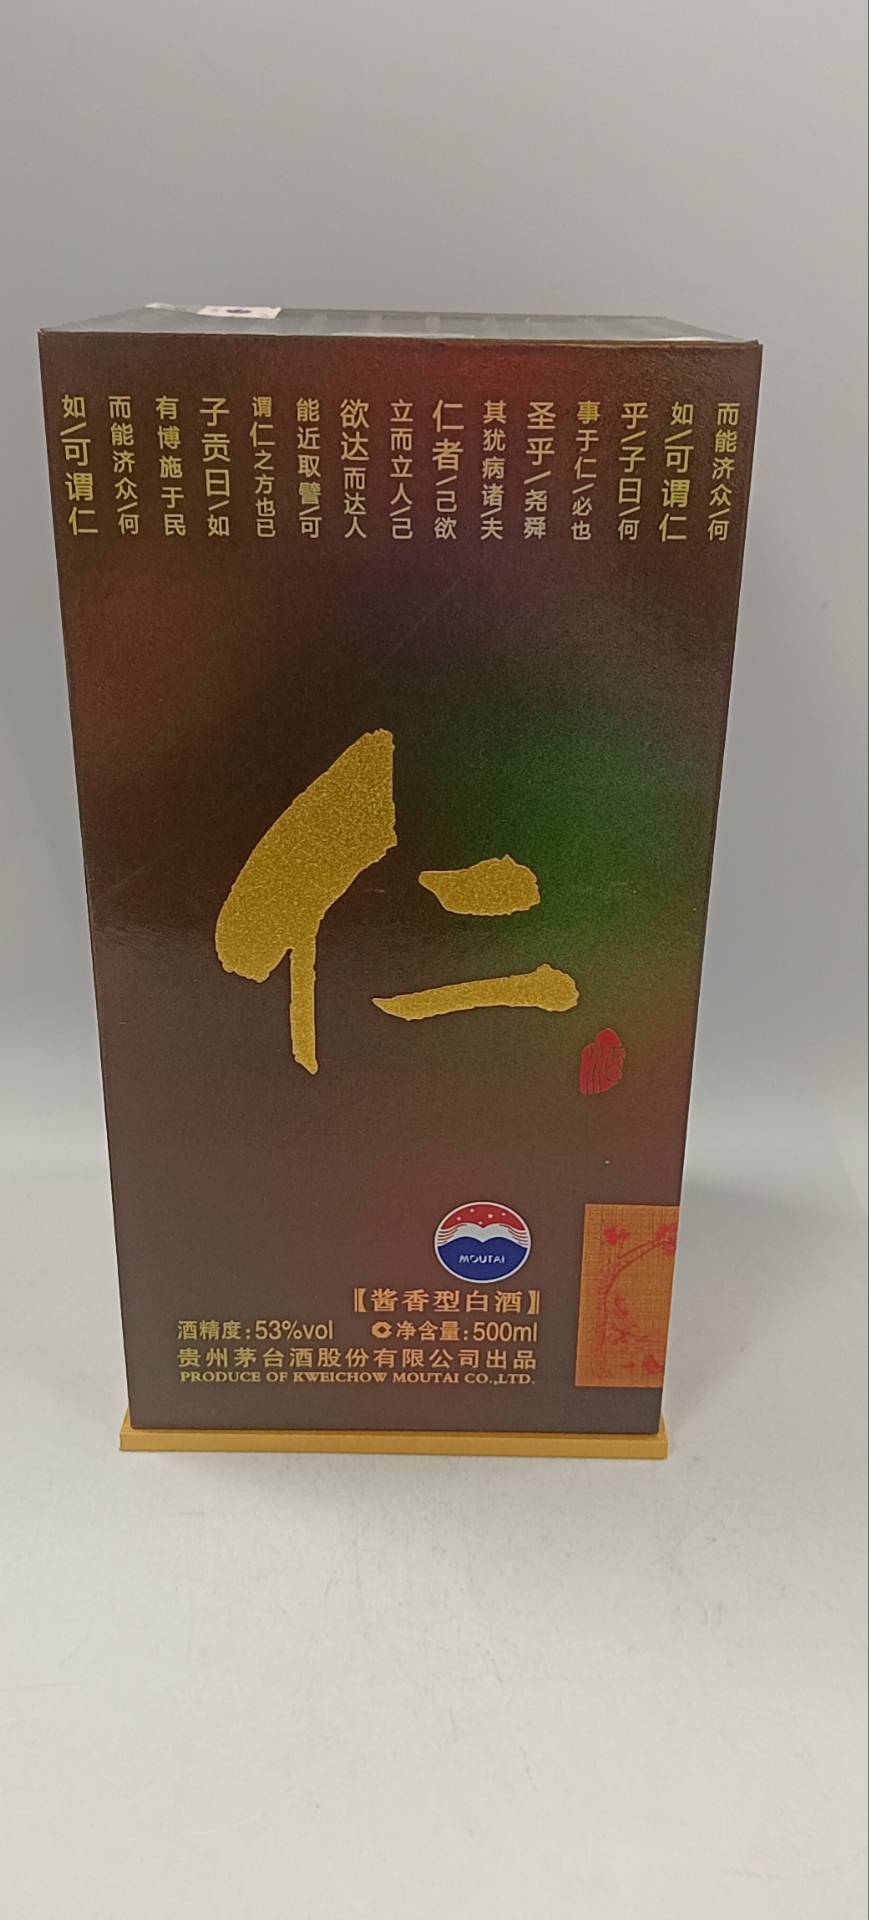 而能济众/何
如/可谓仁
乎/子曰/何
事于仁/必也
圣乎/尧舜
其犹病诸/夫
仁者/己欲
立而立人/己
欲达而达人
能近取譬/可
谓仁之方也已
子贡曰/如
有博施于民
而能济众/何
如/可谓仁
仁
酒
MOUTAI
【酱香型白酒】
酒精度:53%vol 净含量:500ml
贵州茅台酒股份有限公司出品
PRODUCE OF KWEICHOW MOUTAI CO.,LTD.